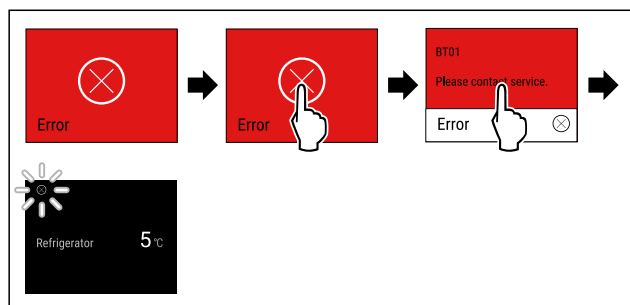 Error
Error
BT01
Please contact service.
Error
Refrigerator 5 °C